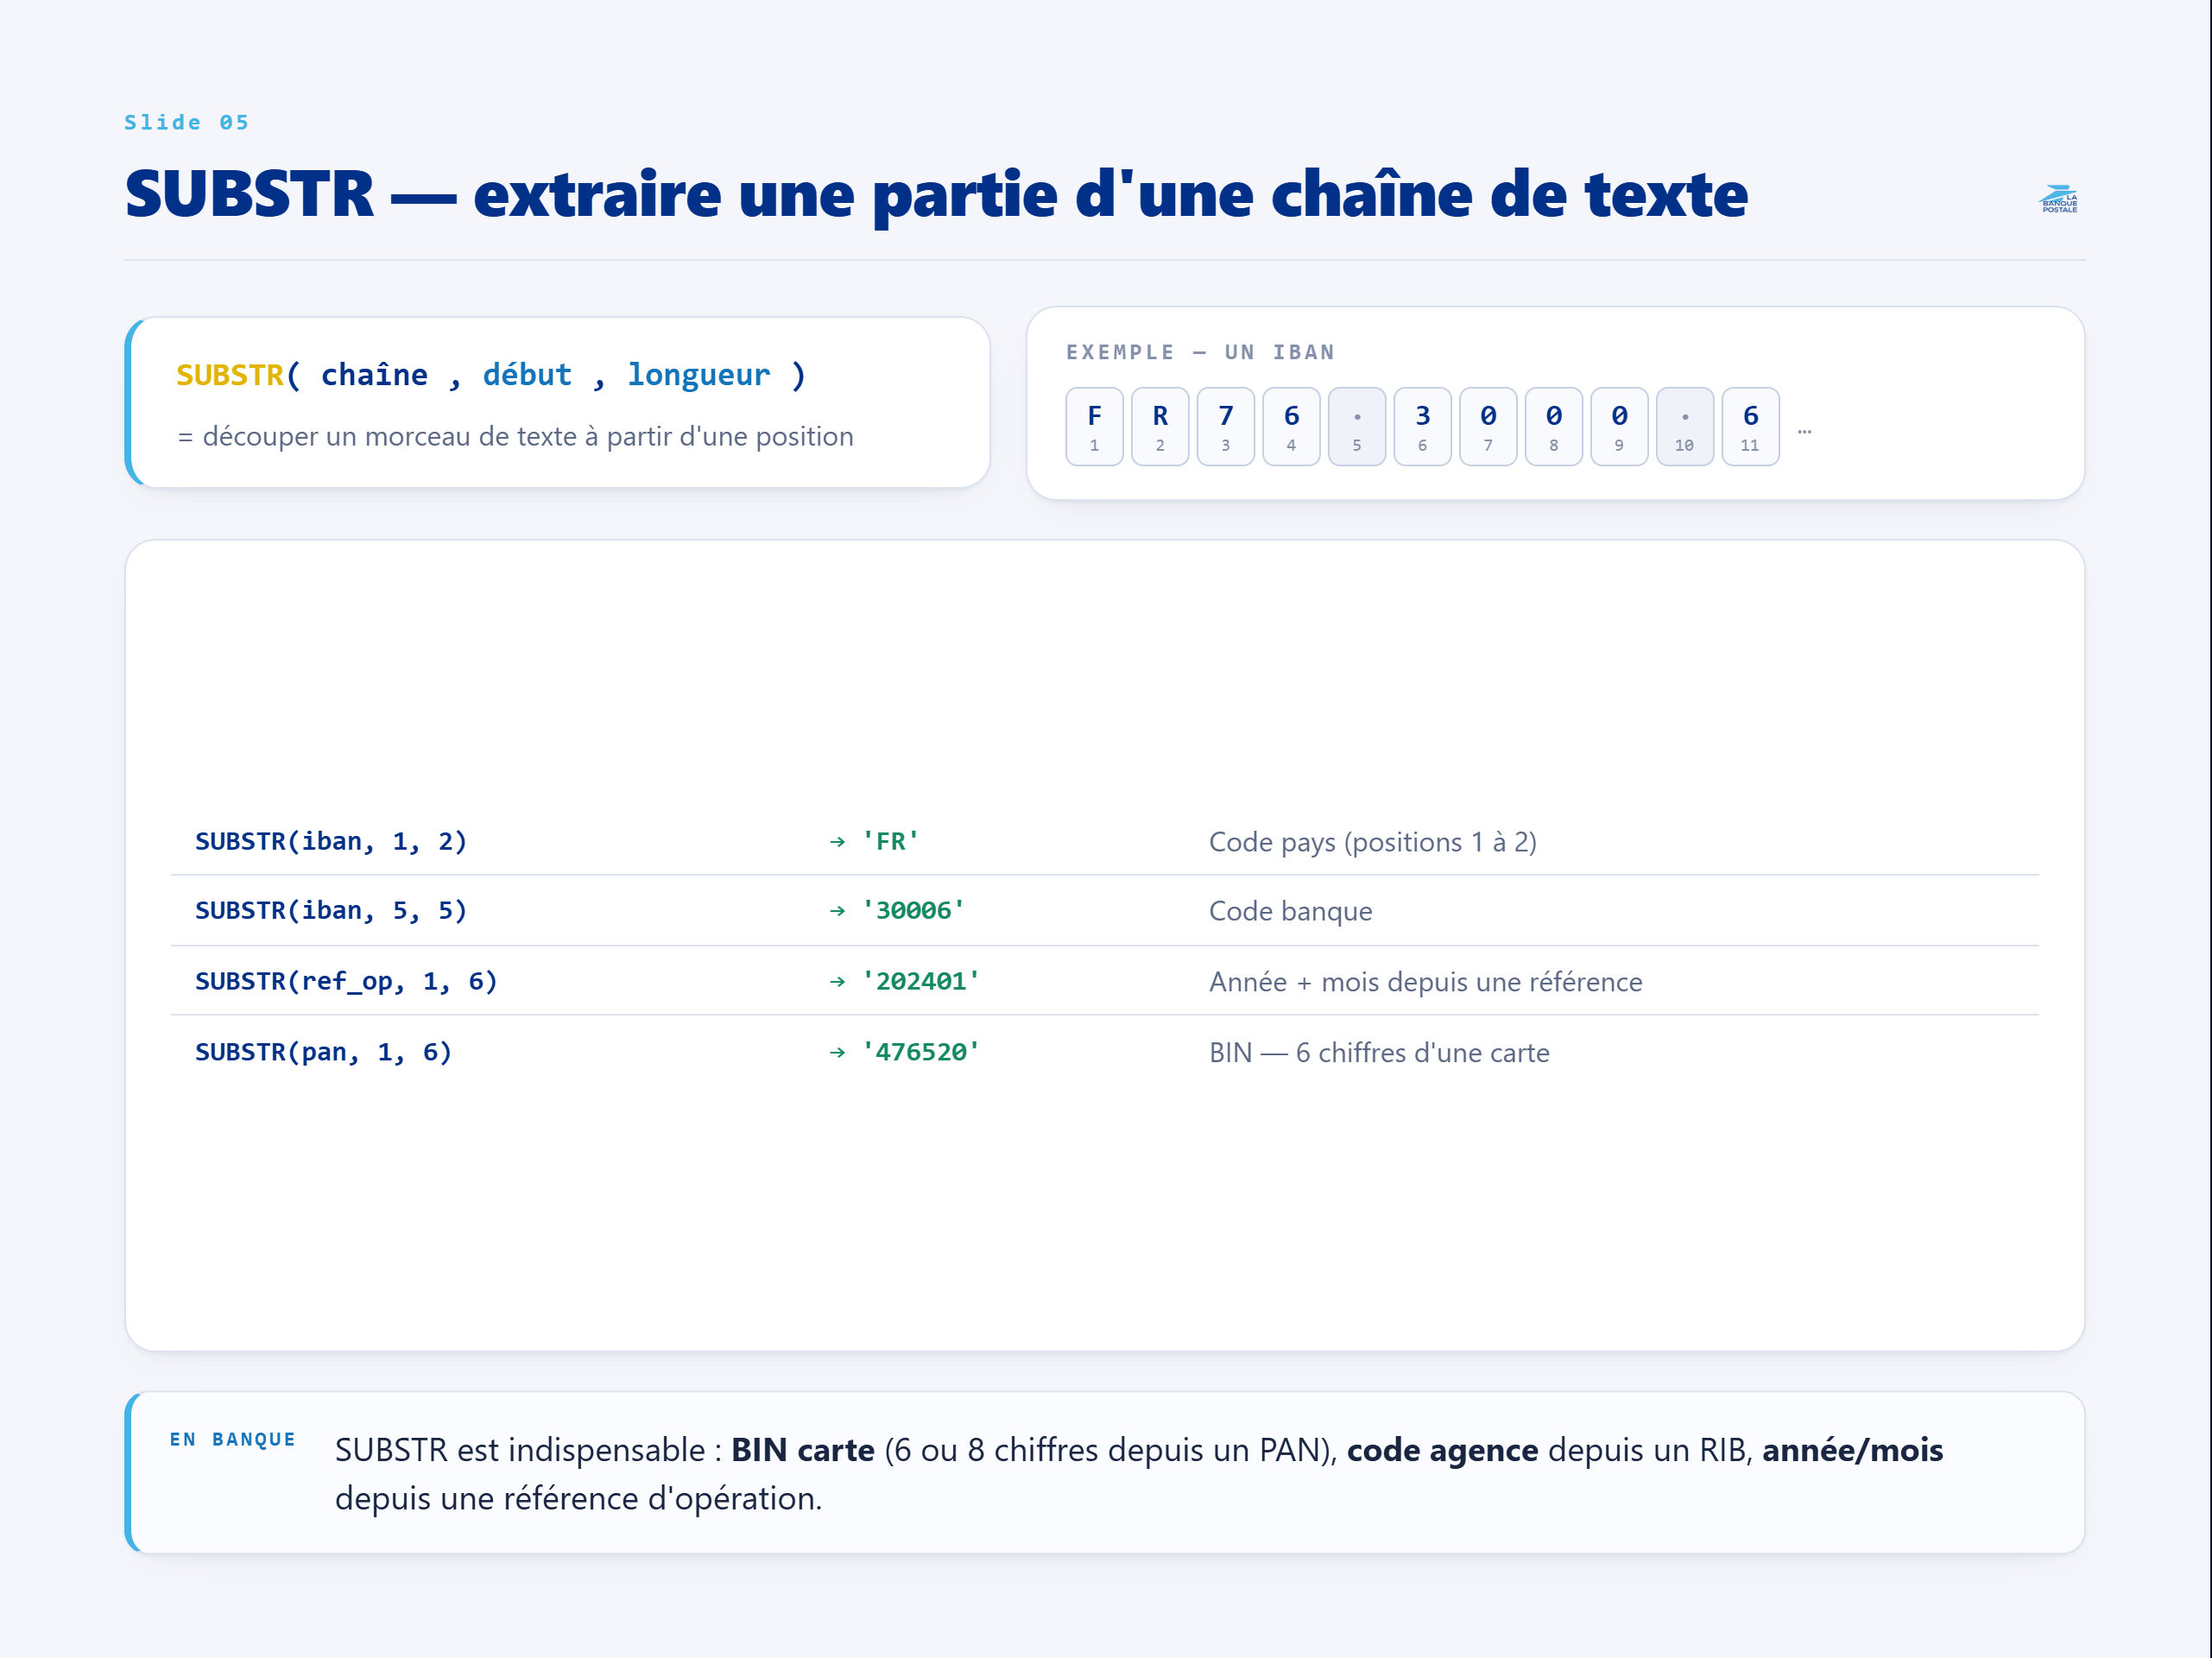 Slide 05
SUBSTR — extraire une partie d'une chaîne de texte
LA
BANQUE
POSTALE
SUBSTR( chaîne , début , longueur )
= découper un morceau de texte à partir d'une position
EXEMPLE — UN IBAN
F R 7 6 · 3 0 0 0 · 6 …
1 2 3 4 5 6 7 8 9 10 11
SUBSTR(iban, 1, 2) → 'FR' Code pays (positions 1 à 2)
SUBSTR(iban, 5, 5) → '30006' Code banque
SUBSTR(ref_op, 1, 6) → '202401' Année + mois depuis une référence
SUBSTR(pan, 1, 6) → '476520' BIN — 6 chiffres d'une carte
EN BANQUE
SUBSTR est indispensable : BIN carte (6 ou 8 chiffres depuis un PAN), code agence depuis un RIB, année/mois
depuis une référence d'opération.